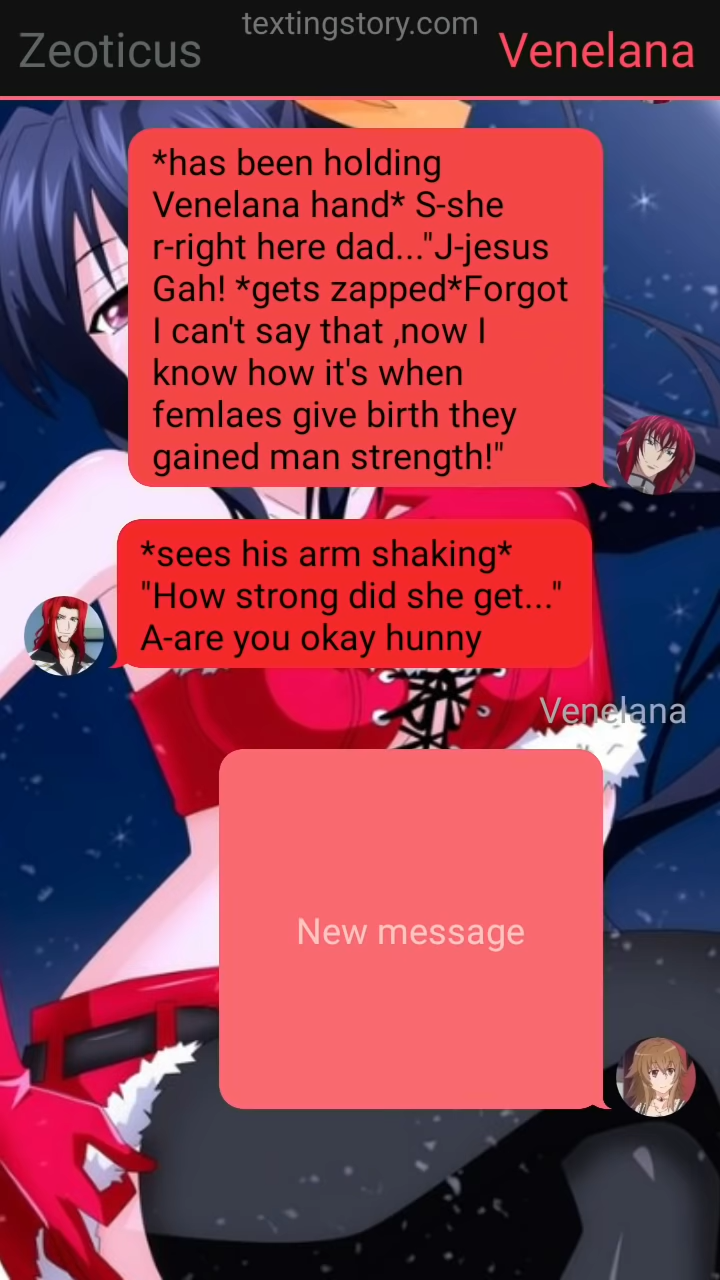 textingstory.com
Zeoticus
Venelana
*has been holding
Venelana hand* S-she
r-right here dad..."J-jesus
Gah! *gets zapped*Forgot
I can't say that ,now I
know how it's when
femlaes give birth they
gained man strength!"
*sees his arm shaking*
"How strong did she get..."
A-are you okay hunny
Venelana
New message